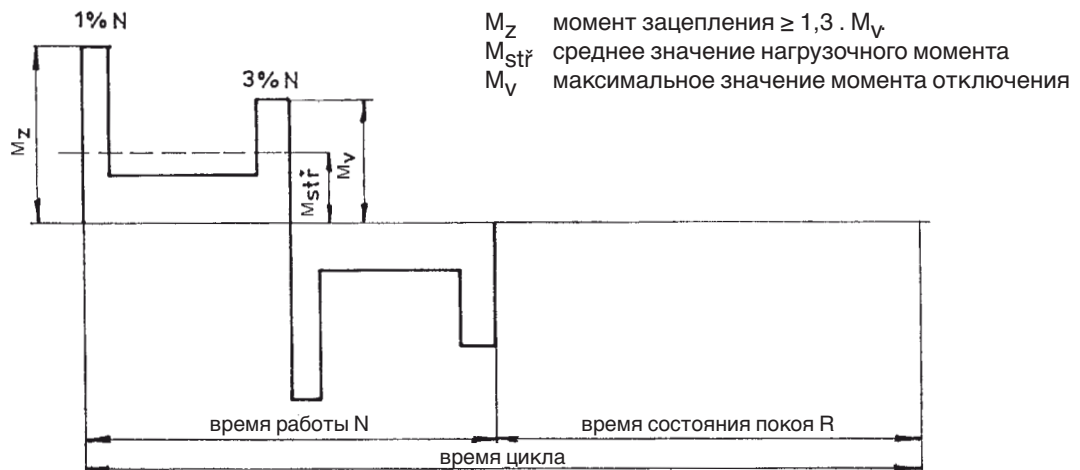 1% N
M_z момент зацепления ≥ 1,3 . M_v.
M_stř среднее значение нагрузочного момента
M_v максимальное значение момента отключения
3% N
M_z
M_stř
M_v
время работы N
время состояния покоя R
время цикла